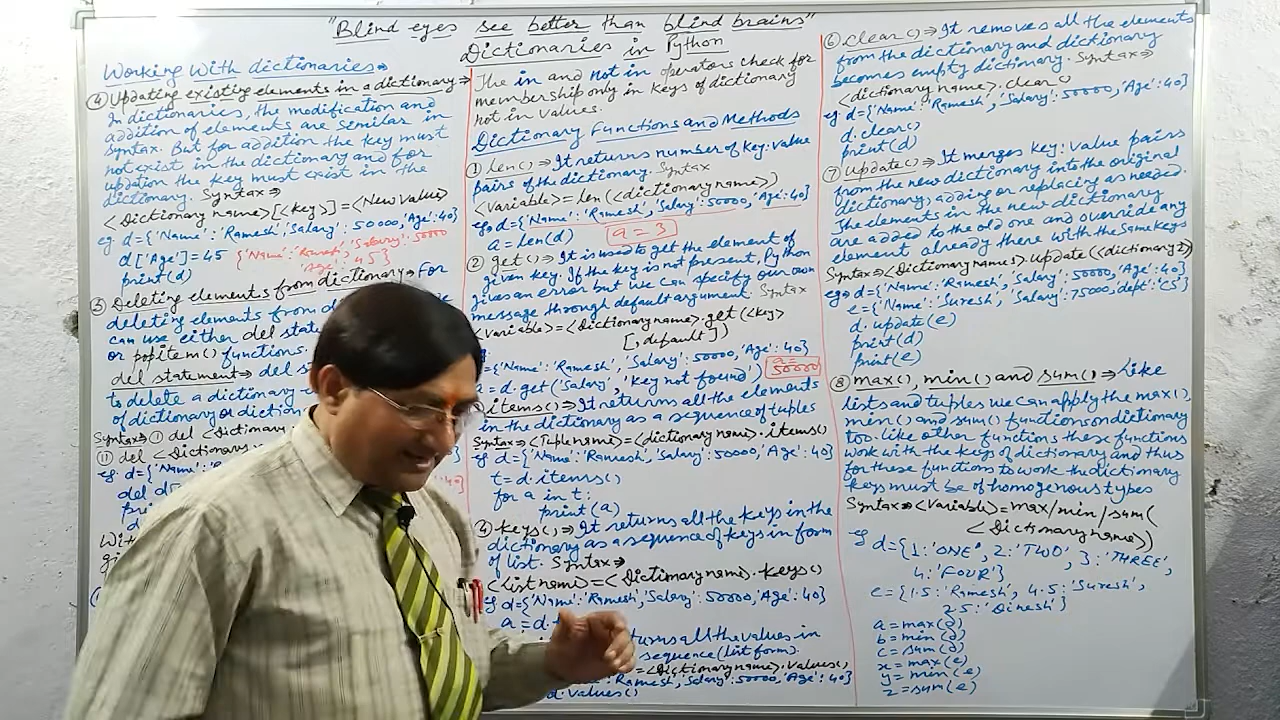 "Blind eyes see better than blind brains"
Dictionaries in Python
Working with dictionaries→
④ Updating existing elements in a dictionary→
In dictionaries, the modification and
addition of elements are similar in
syntax. But for addition the key must
not exist in the dictionary and for
updation the key must exist in the
dictionary. Syntax→
<Dictionary name>[<key>]=<New value>
eg d={'Name':'Ramesh','Salary':50000,'Age':40}
d['Age']=45 {'Name':'Ramesh','Salary':50000
print(d) 'Age':45}
⑤ Deleting elements from dictionary→ For
deleting elements from
can use either del
or popitem() functions.
del statement→ del
to delete a dictionary
of dictionary or
Syntax→① del <Dictionary
⑪ del <Dictionary
eg: d={'Name':
del
The in and not in operators check for
membership only in keys of dictionary
not in values.
Dictionary Functions and Methods
① len()→ It returns number of key:value
pairs of the dictionary. Syntax
<Variable>=len(<dictionary name>)
eg→ d={'Name':'Ramesh','Salary':50000,'Age':40}
a=len(d) a=3
② get()→ It is used to get the element of
given key. If the key is not present, Python
gives an error but we can specify our own
message through default argument. Syntax
<Variable>=<Dictionary name>.get(<key>
[,default])
={'Name':'Ramesh','Salary':50000,'Age':40}
a=d.get('Salary','Key not found') a=50000
items()→ It returns all the elements
in the dictionary as a sequence of tuples
Syntax→<Tuple name>=<dictionary name>.items()
eg d={'Name':'Ramesh','Salary':50000,'Age':40}
t=d.items()
for a in t:
print(a)
④ keys()→ It returns all the keys in the
dictionary as a sequence of keys in form
of list. Syntax→
<List name>=<Dictionary name>.keys()
eg d={'Name':'Ramesh','Salary':50000,'Age':40}
a=d.
returns all the values in
sequence (list form).
=<Dictionary name>.values()
'Ramesh','Salary':50000,'Age':40}
d.values()
⑥ clear()→ It removes all the elements
from the dictionary and dictionary
becomes empty dictionary. Syntax→
<dictionary name>.clear()
eg d={'Name':'Ramesh','Salary':50000,'Age':40}
d.clear()
print(d)
⑦ update()→ It merges key:value pairs
from the new dictionary into the original
dictionary, adding or replacing as needed.
The elements in the new dictionary
are added to the old one and override any
element already there with the same keys
Syntax→<Dictionary name1>.update(<dictionary2>)
eg→ d={'Name':'Ramesh','Salary':50000,'Age':40}
e={'Name':'Suresh','Salary':75000,'dept':'CS'}
d.update(e)
print(d)
print(e)
⑧ max(), min() and sum()→ Like
lists and tuples we can apply the max(),
min() and sum() functions on dictionary
too. Like other functions these functions
work with the keys of dictionary and thus
for these functions to work the dictionary
keys must be of homogenous types
Syntax→<Variable>=max/min/sum(
<Dictionary name>)
eg d={1:'ONE',2:'TWO',3:'THREE',
4:'FOUR'}
e={1.5:'Ramesh',4.5:'Suresh',
2.5:'Dinesh'}
a=max(d)
b=min(d)
c=sum(d)
x=max(e)
y=min(e)
z=sum(e)